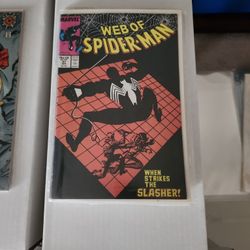 MARVEL
WEB OF
SPIDER-MAN
WHEN
STRIKES
THE
SLASHER!